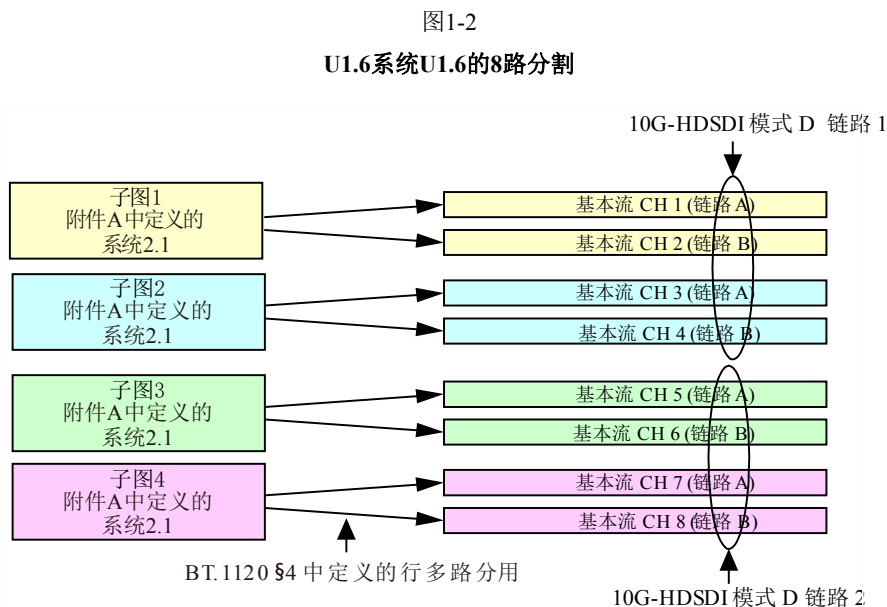 图1-2
U1.6系统U1.6的8路分割
10G-HDSDI 模式 D 链路 1
子图1
附件A中定义的
系统2.1
基本流 CH 1 (链路 A)
基本流 CH 2 (链路 B)
子图2
附件A中定义的
系统2.1
基本流 CH 3 (链路 A)
基本流 CH 4 (链路 B)
子图3
附件A中定义的
系统2.1
基本流 CH 5 (链路 A)
基本流 CH 6 (链路 B)
子图4
附件A中定义的
系统2.1
基本流 CH 7 (链路 A)
基本流 CH 8 (链路 B)
BT.1120 §4 中定义的行多路分用
10G-HDSDI 模式 D 链路 2